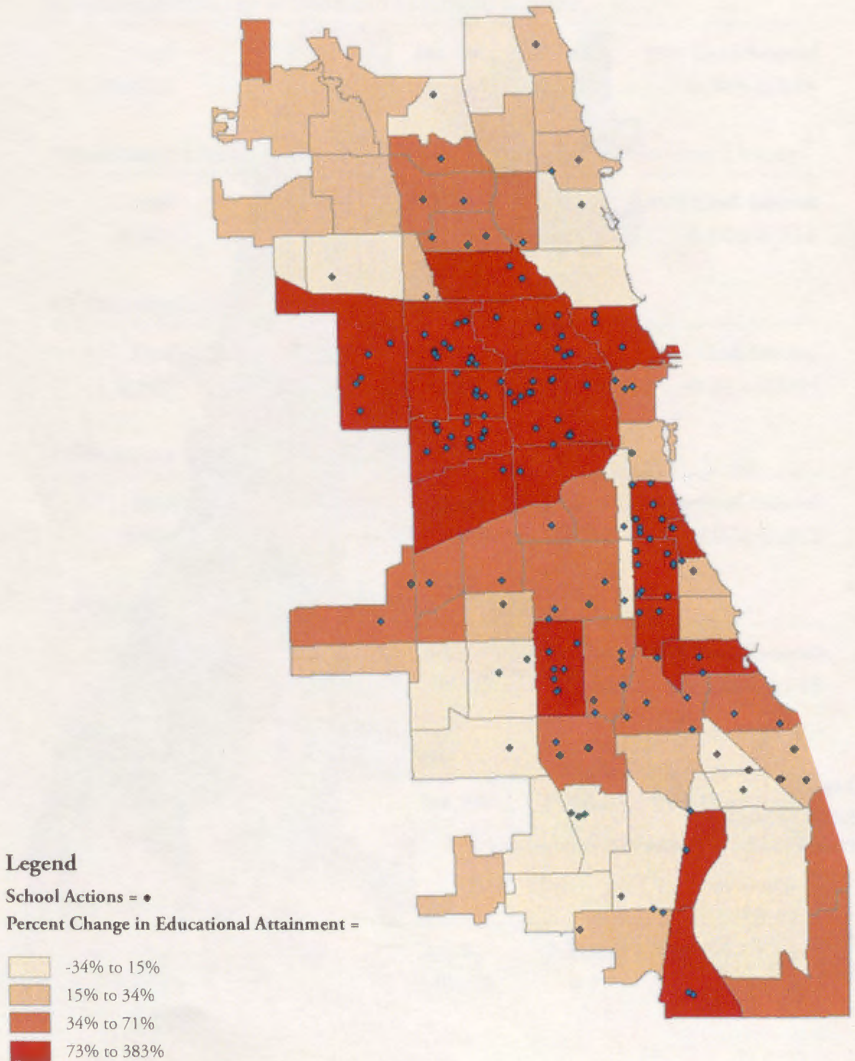 Legend
School Actions =
Percent Change in Educational Attainment =
-34% to 15%
15% to 34%
34% to 71%
73% to 383%